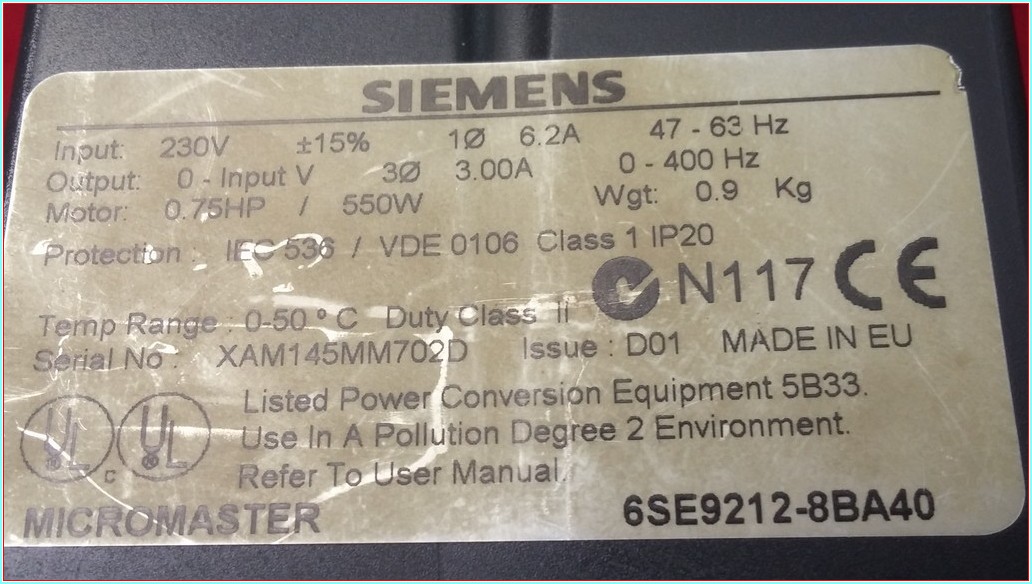 SIEMENS
Input: 230V ±15% 1Ø 6.2A 47 - 63 Hz
Output: 0 - Input V 3Ø 3.00A 0 - 400 Hz
Motor: 0.75HP / 550W Wgt: 0.9 Kg
Protection : IEC 536 / VDE 0106 Class 1 IP20
N117 CE
Temp Range : 0-50 ° C Duty Class II
Serial No : XAM145MM702D Issue : D01 MADE IN EU
Listed Power Conversion Equipment 5B33.
UL ® c UL ® Use In A Pollution Degree 2 Environment.
Refer To User Manual.
MICROMASTER 6SE9212-8BA40